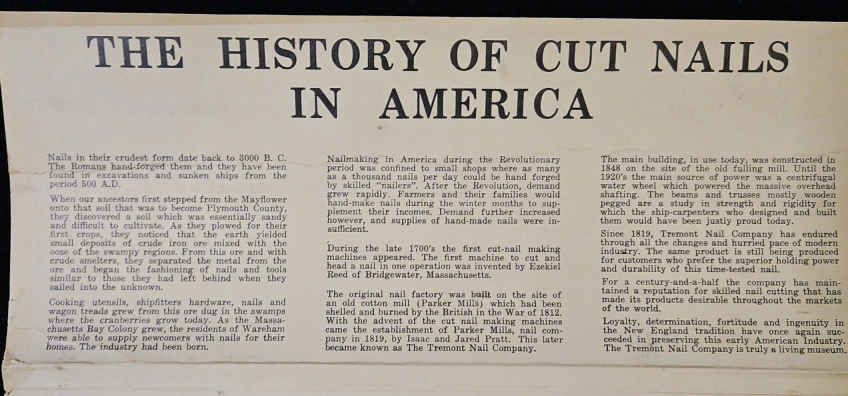 THE HISTORY OF CUT NAILS
IN AMERICA
Nails in their crudest form date back to 3000 B. C.
The Romans hand-forged them and they have been
found in excavations and sunken ships from the
period 500 A.D.
When our ancestors first stepped from the Mayflower
onto that soil that was to become Plymouth County,
they discovered a soil which was essentially sandy
and difficult to cultivate. As they plowed for their
first crops, they noticed that the earth yielded
small deposits of crude iron ore mixed with the
ooze of the swampy regions. From this ore and with
crude smelters, they separated the metal from the
ore and began the fashioning of nails and tools
similar to those they had left behind when they
sailed into the unknown.
Cooking utensils, shipfitters hardware, nails and
wagon treads grew from this ore dug in the swamps
where the cranberries grow today. As the Massa-
chusetts Bay Colony grew, the residents of Wareham
were able to supply newcomers with nails for their
homes. The industry had been born.
Nailmaking in America during the Revolutionary
period was confined to small shops where as many
as a thousand nails per day could be hand forged
by skilled "nailers". After the Revolution, demand
grew rapidly. Farmers and their families would
hand-make nails during the winter months to sup-
plement their incomes. Demand further increased
however, and supplies of hand-made nails were in-
sufficient.
During the late 1700's the first cut-nail making
machines appeared. The first machine to cut and
head a nail in one operation was invented by Ezekiel
Reed of Bridgewater, Massachusetts.
The original nail factory was built on the site of
an old cotton mill (Parker Mills) which had been
shelled and burned by the British in the War of 1812.
With the advent of the cut nail making machines
came the establishment of Parker Mills, nail com-
pany in 1819, by Isaac and Jared Pratt. This later
became known as The Tremont Nail Company.
The main building, in use today, was constructed in
1848 on the site of the old fulling mill. Until the
1920's the main source of power was a centrifugal
water wheel which powered the massive overhead
shafting. The beams and trusses mostly wooden
pegged are a study in strength and rigidity of
which the ship-carpenters who designed and built
them would have been justly proud today.
Since 1819, Tremont Nail Company has endured
through all the changes and hurried pace of modern
industry. The same product is still being produced
for customers who prefer the superior holding power
and durability of this time-tested nail.
For a century-and-a-half the company has main-
tained a reputation for skilled nail cutting that has
made its products desirable throughout the markets
of the world.
Loyalty, determination, fortitude and ingenuity in
the New England tradition have once again suc-
ceeded in preserving this early American Industry.
The Tremont Nail Company is truly a living museum.